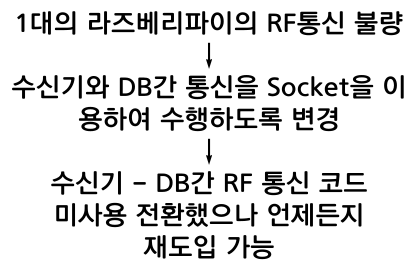 1대의 라즈베리파이의 RF통신 불량
↓
수신기와 DB간 통신을 Socket을 이
용하여 수행하도록 변경
↓
수신기 – DB간 RF 통신 코드
미사용 전환했으나 언제든지
재도입 가능